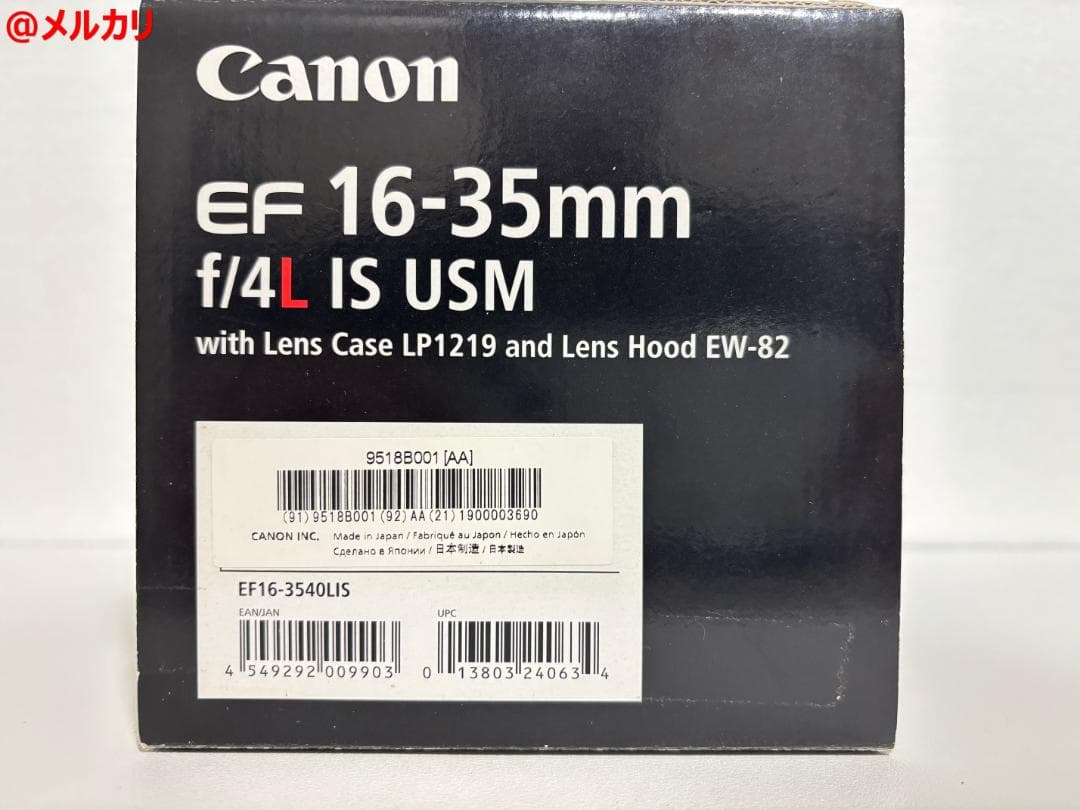 @メルカリ
Canon
EF 16-35mm
f/4L IS USM
with Lens Case LP1219 and Lens Hood EW-82
9518B001 [AA]
(91)9518B001(92)AA(21)1900003690
CANON INC. Made in Japan / Fabriqué au Japon / Hecho en Japón
Сделано в Японии / 日本制造 / 日本製造
EF16-3540LIS
EAN/JAN UPC
4 549292 009903 0 13803 24063 4